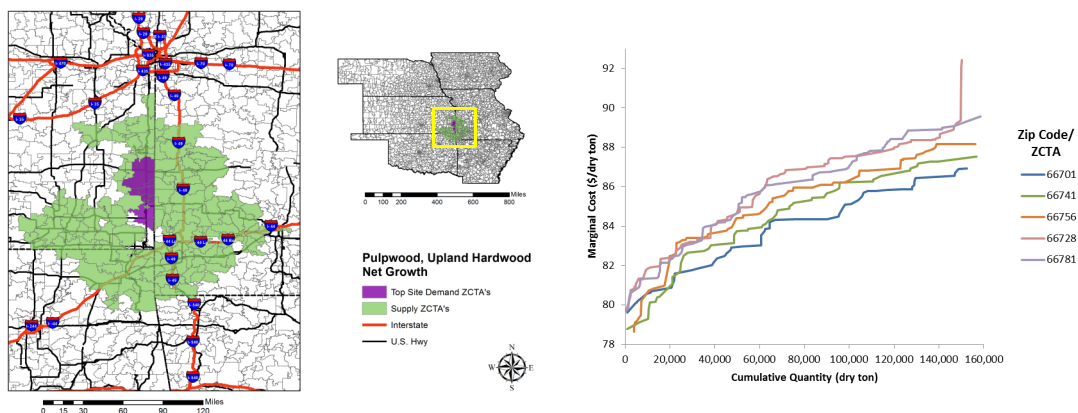 Miles
0 15 30 60 90 120
Miles
0 100 200 400 600 800
Pulpwood, Upland Hardwood
Net Growth
Top Site Demand ZCTA's
Supply ZCTA's
Interstate
U.S. Hwy
N
W E
S
Marginal Cost ($/dry ton)
92
90
88
86
84
82
80
78
0 20,000 40,000 60,000 80,000 100,000 120,000 140,000 160,000
Cumulative Quantity (dry ton)
Zip Code/
ZCTA
66701
66741
66756
66728
66781